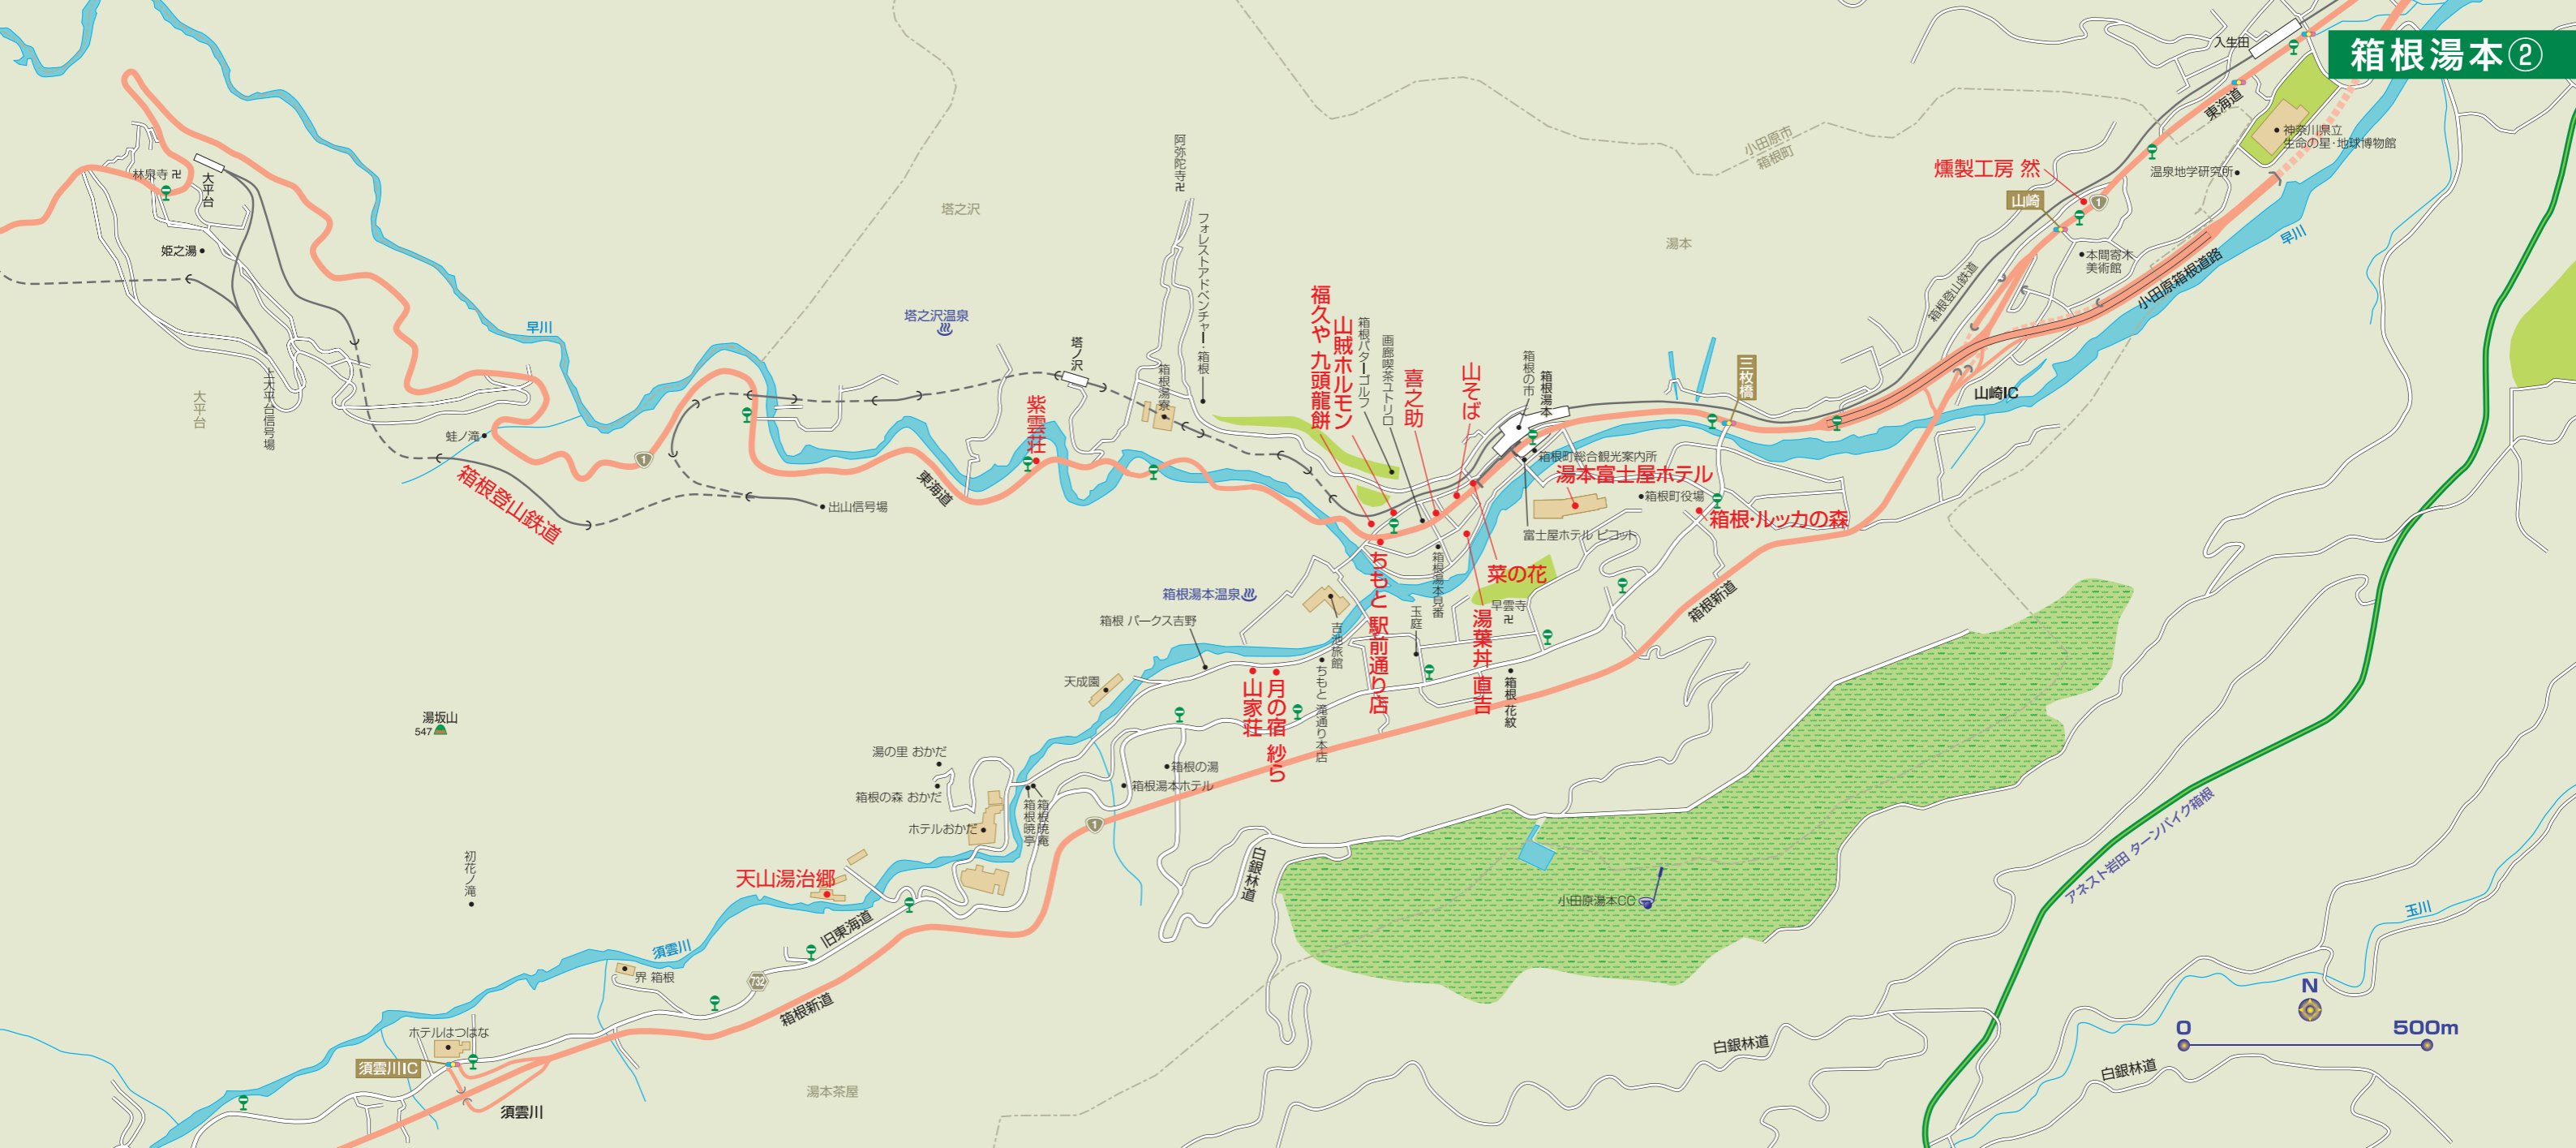 箱根湯本②
入生田
東海道
神奈川県立
生命の星・地球博物館
温泉地学研究所
小田原市
箱根町
燻製工房 然
山崎
1
本間寄木
美術館
早川
小田原箱根道路
箱根登山鉄道
山崎IC
湯本
塔之沢
阿弥陀寺卍
フォレストアドベンチャー・箱根
林泉寺 卍
大平台
姫之湯
大平台
上大平台信号場
早川
蛙ノ滝
箱根登山鉄道
1
出山信号場
塔之沢温泉
塔ノ沢
箱根湯寮
紫雲荘
東海道
福久や 九頭龍餅
山賊ホルモン
箱根パターゴルフ
画廊喫茶ユトリロ
喜之助
山そば
箱根の市
箱根湯本
三枚橋
箱根町総合観光案内所
湯本富士屋ホテル
箱根町役場
箱根・ルッカの森
富士屋ホテル ピコット
菜の花
箱根湯本見番
ちもと 駅前通り店
湯葉丼 直吉
早雲寺
卍
玉庭
箱根 花紋
箱根新道
箱根湯本温泉
箱根 パークス吉野
吉池旅館
ちもと 滝通り本店
天成園
山家荘
月の宿 紗ら
湯坂山
547
湯の里 おかだ
箱根の森 おかだ
ホテルおかだ
箱根暁亭
箱根暁庵
箱根の湯
箱根湯本ホテル
1
白銀林道
初花ノ滝
天山湯治郷
旧東海道
須雲川
界 箱根
732
箱根新道
ホテルはつはな
須雲川IC
須雲川
湯本茶屋
小田原湯本CC
アネスト岩田 ターンパイク箱根
玉川
白銀林道
白銀林道
N
0
500m